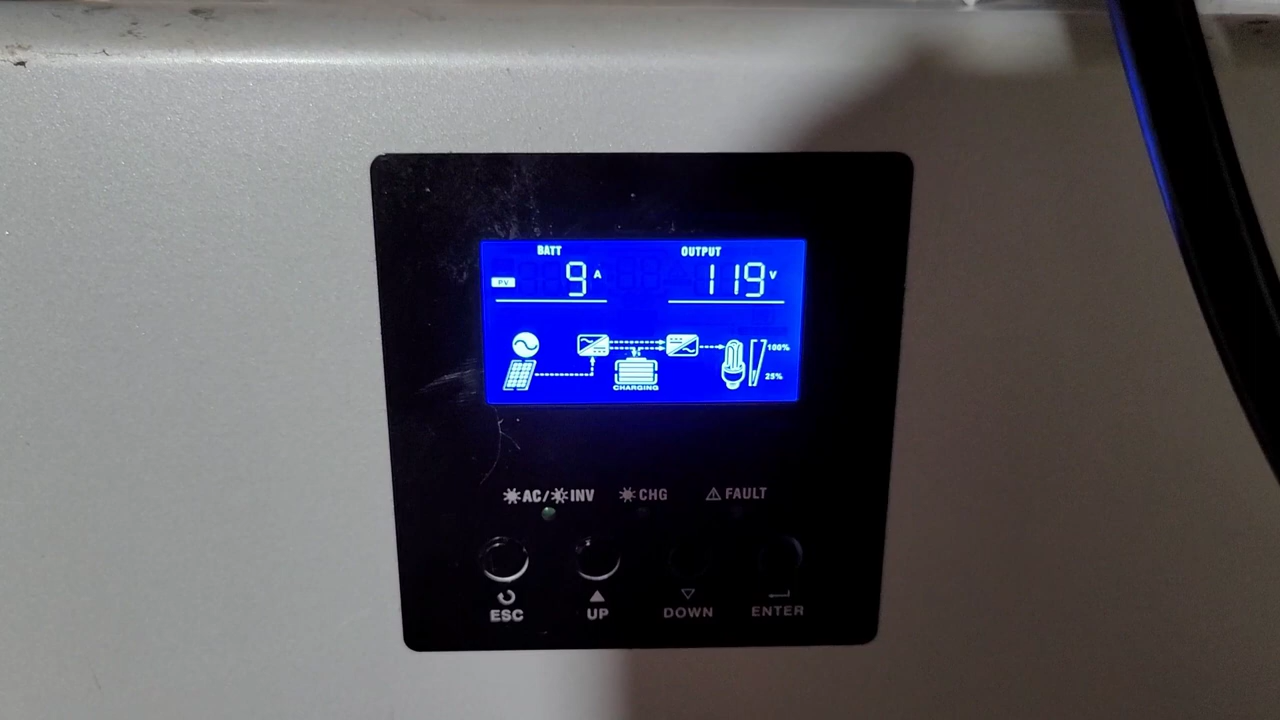 BATT OUTPUT
PV 9 A 119 V
100%
25%
CHARGING
AC/ INV CHG FAULT
ESC UP DOWN ENTER